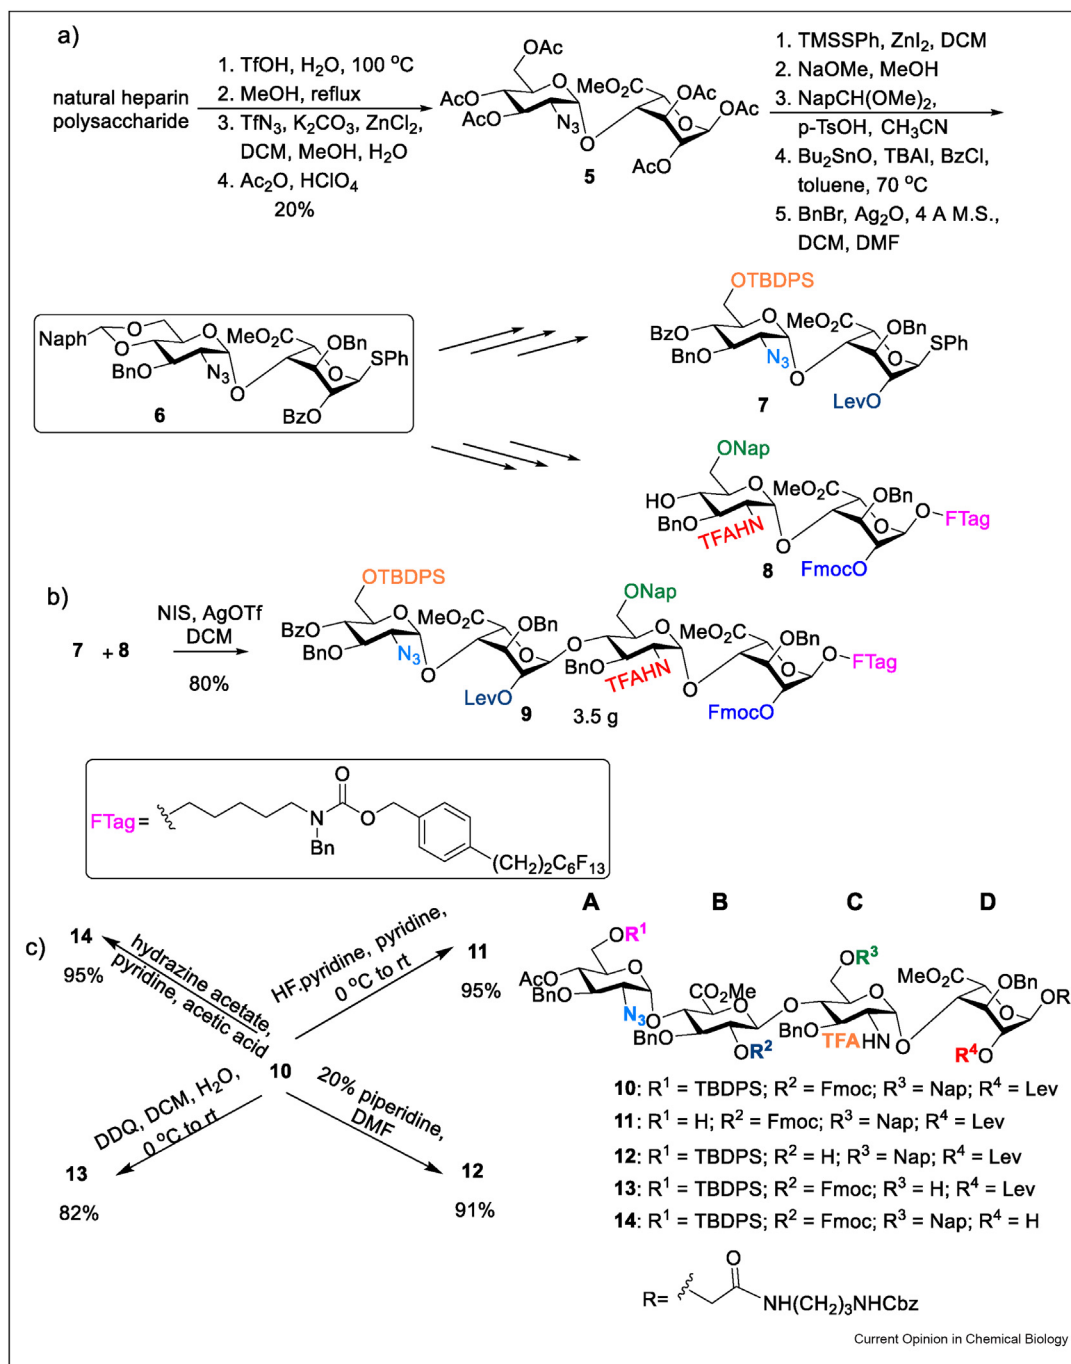 a)
natural heparin
polysaccharide
1. TfOH, H₂O, 100 °C
2. MeOH, reflux
3. TfN₃, K₂CO₃, ZnCl₂,
DCM, MeOH, H₂O
4. Ac₂O, HClO₄
20%
OAc
AcO
AcO
N₃
O
O
MeO₂C
OAc
O
OAc
AcO
5
1. TMSSPh, ZnI₂, DCM
2. NaOMe, MeOH
3. NapCH(OMe)₂,
p-TsOH, CH₃CN
4. Bu₂SnO, TBAI, BzCl,
toluene, 70 °C
5. BnBr, Ag₂O, 4 A M.S.,
DCM, DMF
Naph
O
O
O
BnO
N₃
O
MeO₂C
OBn
O
SPh
BzO
6
OTBDPS
BzO
O
BnO
N₃
O
MeO₂C
OBn
O
SPh
LevO
7
ONap
HO
O
BnO
TFAHN
O
MeO₂C
OBn
O
O
FTag
FmocO
8
b)
7 + 8
NIS, AgOTf
DCM
80%
OTBDPS
BzO
O
BnO
N₃
O
MeO₂C
OBn
O
O
LevO
9
ONap
O
BnO
TFAHN
O
MeO₂C
OBn
O
O
FTag
FmocO
3.5 g
FTag=
N
Bn
O
O
(CH₂)₂C₆F₁₃
c)
14
95%
hydrazine acetate,
pyridine, acetic acid
HF.pyridine, pyridine,
0 °C to rt
11
95%
10
DDQ, DCM, H₂O,
0 °C to rt
13
82%
20% piperidine,
DMF
12
91%
A B C D
OR¹
AcO
O
BnO
N₃
O
COOMe
O
BnO
OR²
O
OR³
O
BnO
TFAHN
O
MeO₂C
OBn
O
OR
R⁴O
10: R¹ = TBDPS; R² = Fmoc; R³ = Nap; R⁴ = Lev
11: R¹ = H; R² = Fmoc; R³ = Nap; R⁴ = Lev
12: R¹ = TBDPS; R² = H; R³ = Nap; R⁴ = Lev
13: R¹ = TBDPS; R² = Fmoc; R³ = H; R⁴ = Lev
14: R¹ = TBDPS; R² = Fmoc; R³ = Nap; R⁴ = H
R=
O
NH(CH₂)₃NHCbz
Current Opinion in Chemical Biology